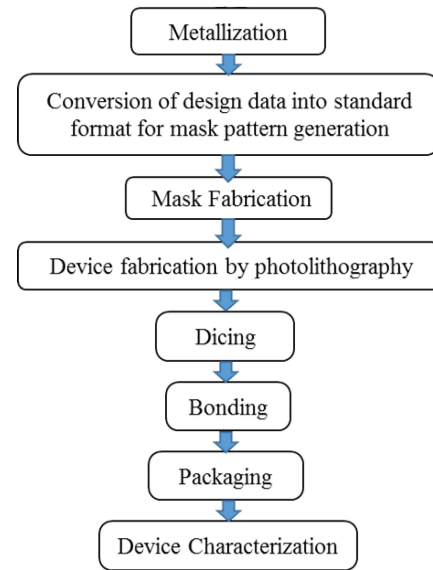 Metallization
Conversion of design data into standard
format for mask pattern generation
Mask Fabrication
Device fabrication by photolithography
Dicing
Bonding
Packaging
Device Characterization